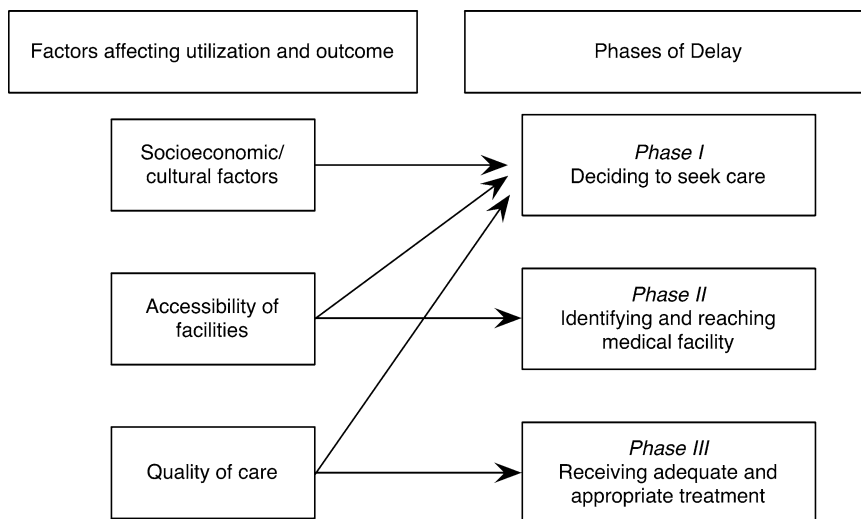 Factors affecting utilization and outcome
Phases of Delay
Socioeconomic/
cultural factors
Phase I
Deciding to seek care
Accessibility of
facilities
Phase II
Identifying and reaching
medical facility
Quality of care
Phase III
Receiving adequate and
appropriate treatment